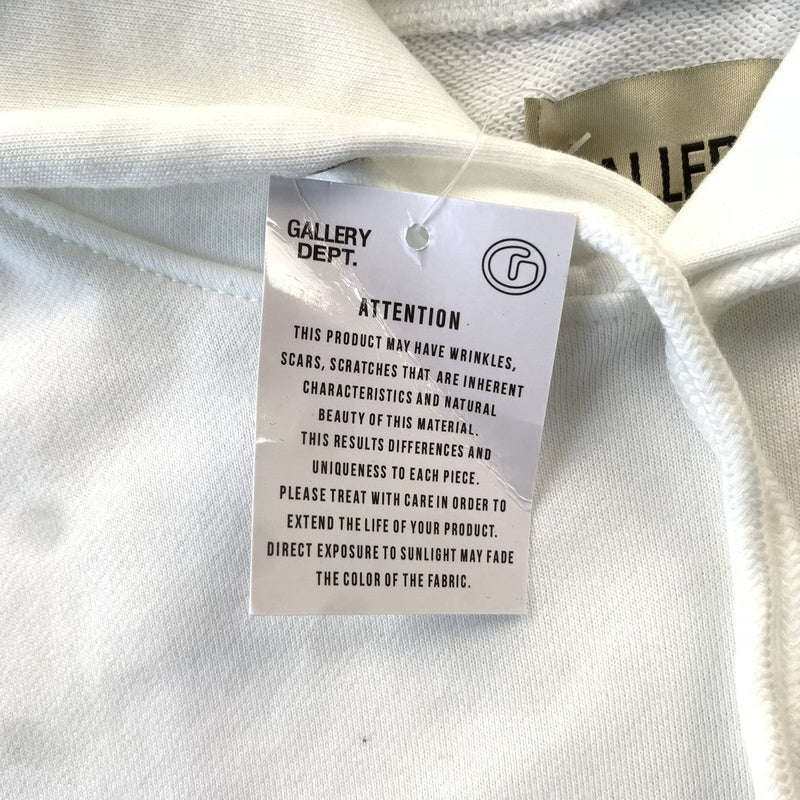 GALLERY
DEPT.
G
ATTENTION
THIS PRODUCT MAY HAVE WRINKLES,
SCARS, SCRATCHES THAT ARE INHERENT
CHARACTERISTICS AND NATURAL
BEAUTY OF THIS MATERIAL.
THIS RESULTS DIFFERENCES AND
UNIQUENESS TO EACH PIECE.
PLEASE TREAT WITH CARE IN ORDER TO
EXTEND THE LIFE OF YOUR PRODUCT.
DIRECT EXPOSURE TO SUNLIGHT MAY FADE
THE COLOR OF THE FABRIC.